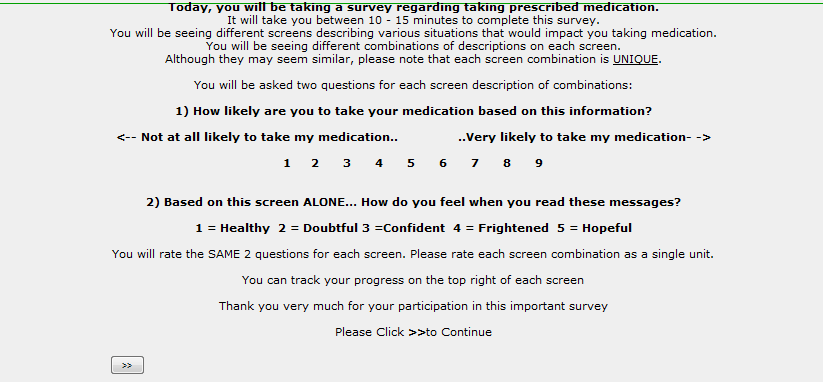 Today, you will be taking a survey regarding taking prescribed medication.
It will take you between 10 - 15 minutes to complete this survey.
You will be seeing different screens describing various situations that would impact you taking medication.
You will be seeing different combinations of descriptions on each screen.
Although they may seem similar, please note that each screen combination is UNIQUE.
You will be asked two questions for each screen description of combinations:
1) How likely are you to take your medication based on this information?
<-- Not at all likely to take my medication.. ..Very likely to take my medication- ->
1 2 3 4 5 6 7 8 9
2) Based on this screen ALONE... How do you feel when you read these messages?
1 = Healthy 2 = Doubtful 3 =Confident 4 = Frightened 5 = Hopeful
You will rate the SAME 2 questions for each screen. Please rate each screen combination as a single unit.
You can track your progress on the top right of each screen
Thank you very much for your participation in this important survey
Please Click >>to Continue
>>